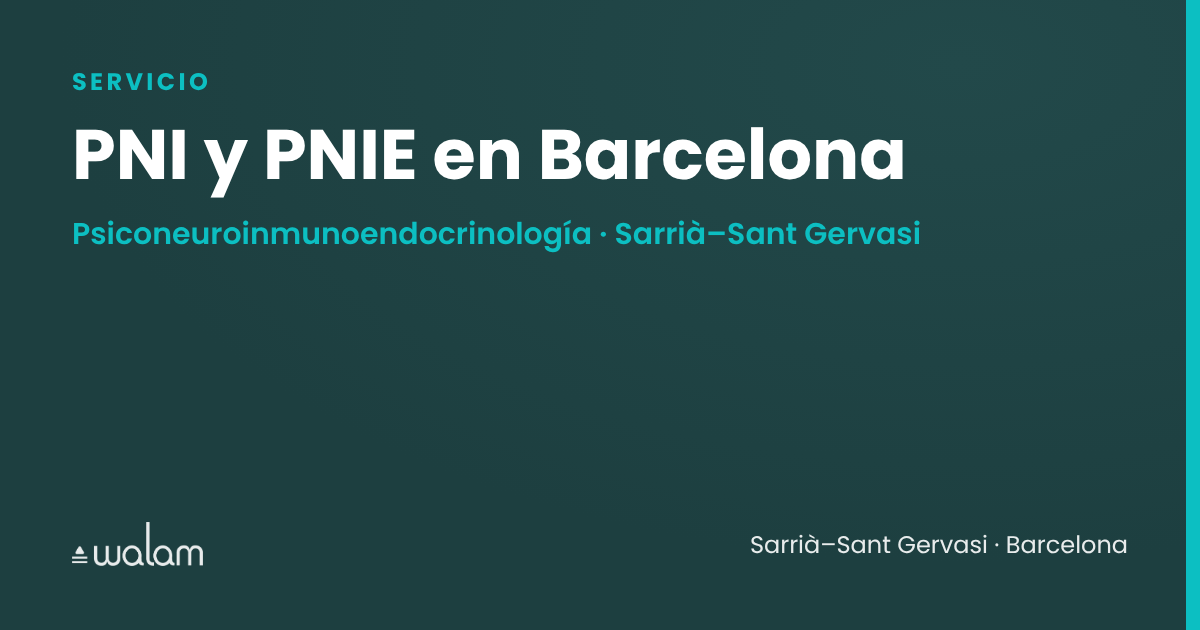 SERVICIO
PNI y PNIE en Barcelona
Psiconeuroinmunoendocrinología · Sarrià–Sant Gervasi
walam
Sarrià–Sant Gervasi · Barcelona